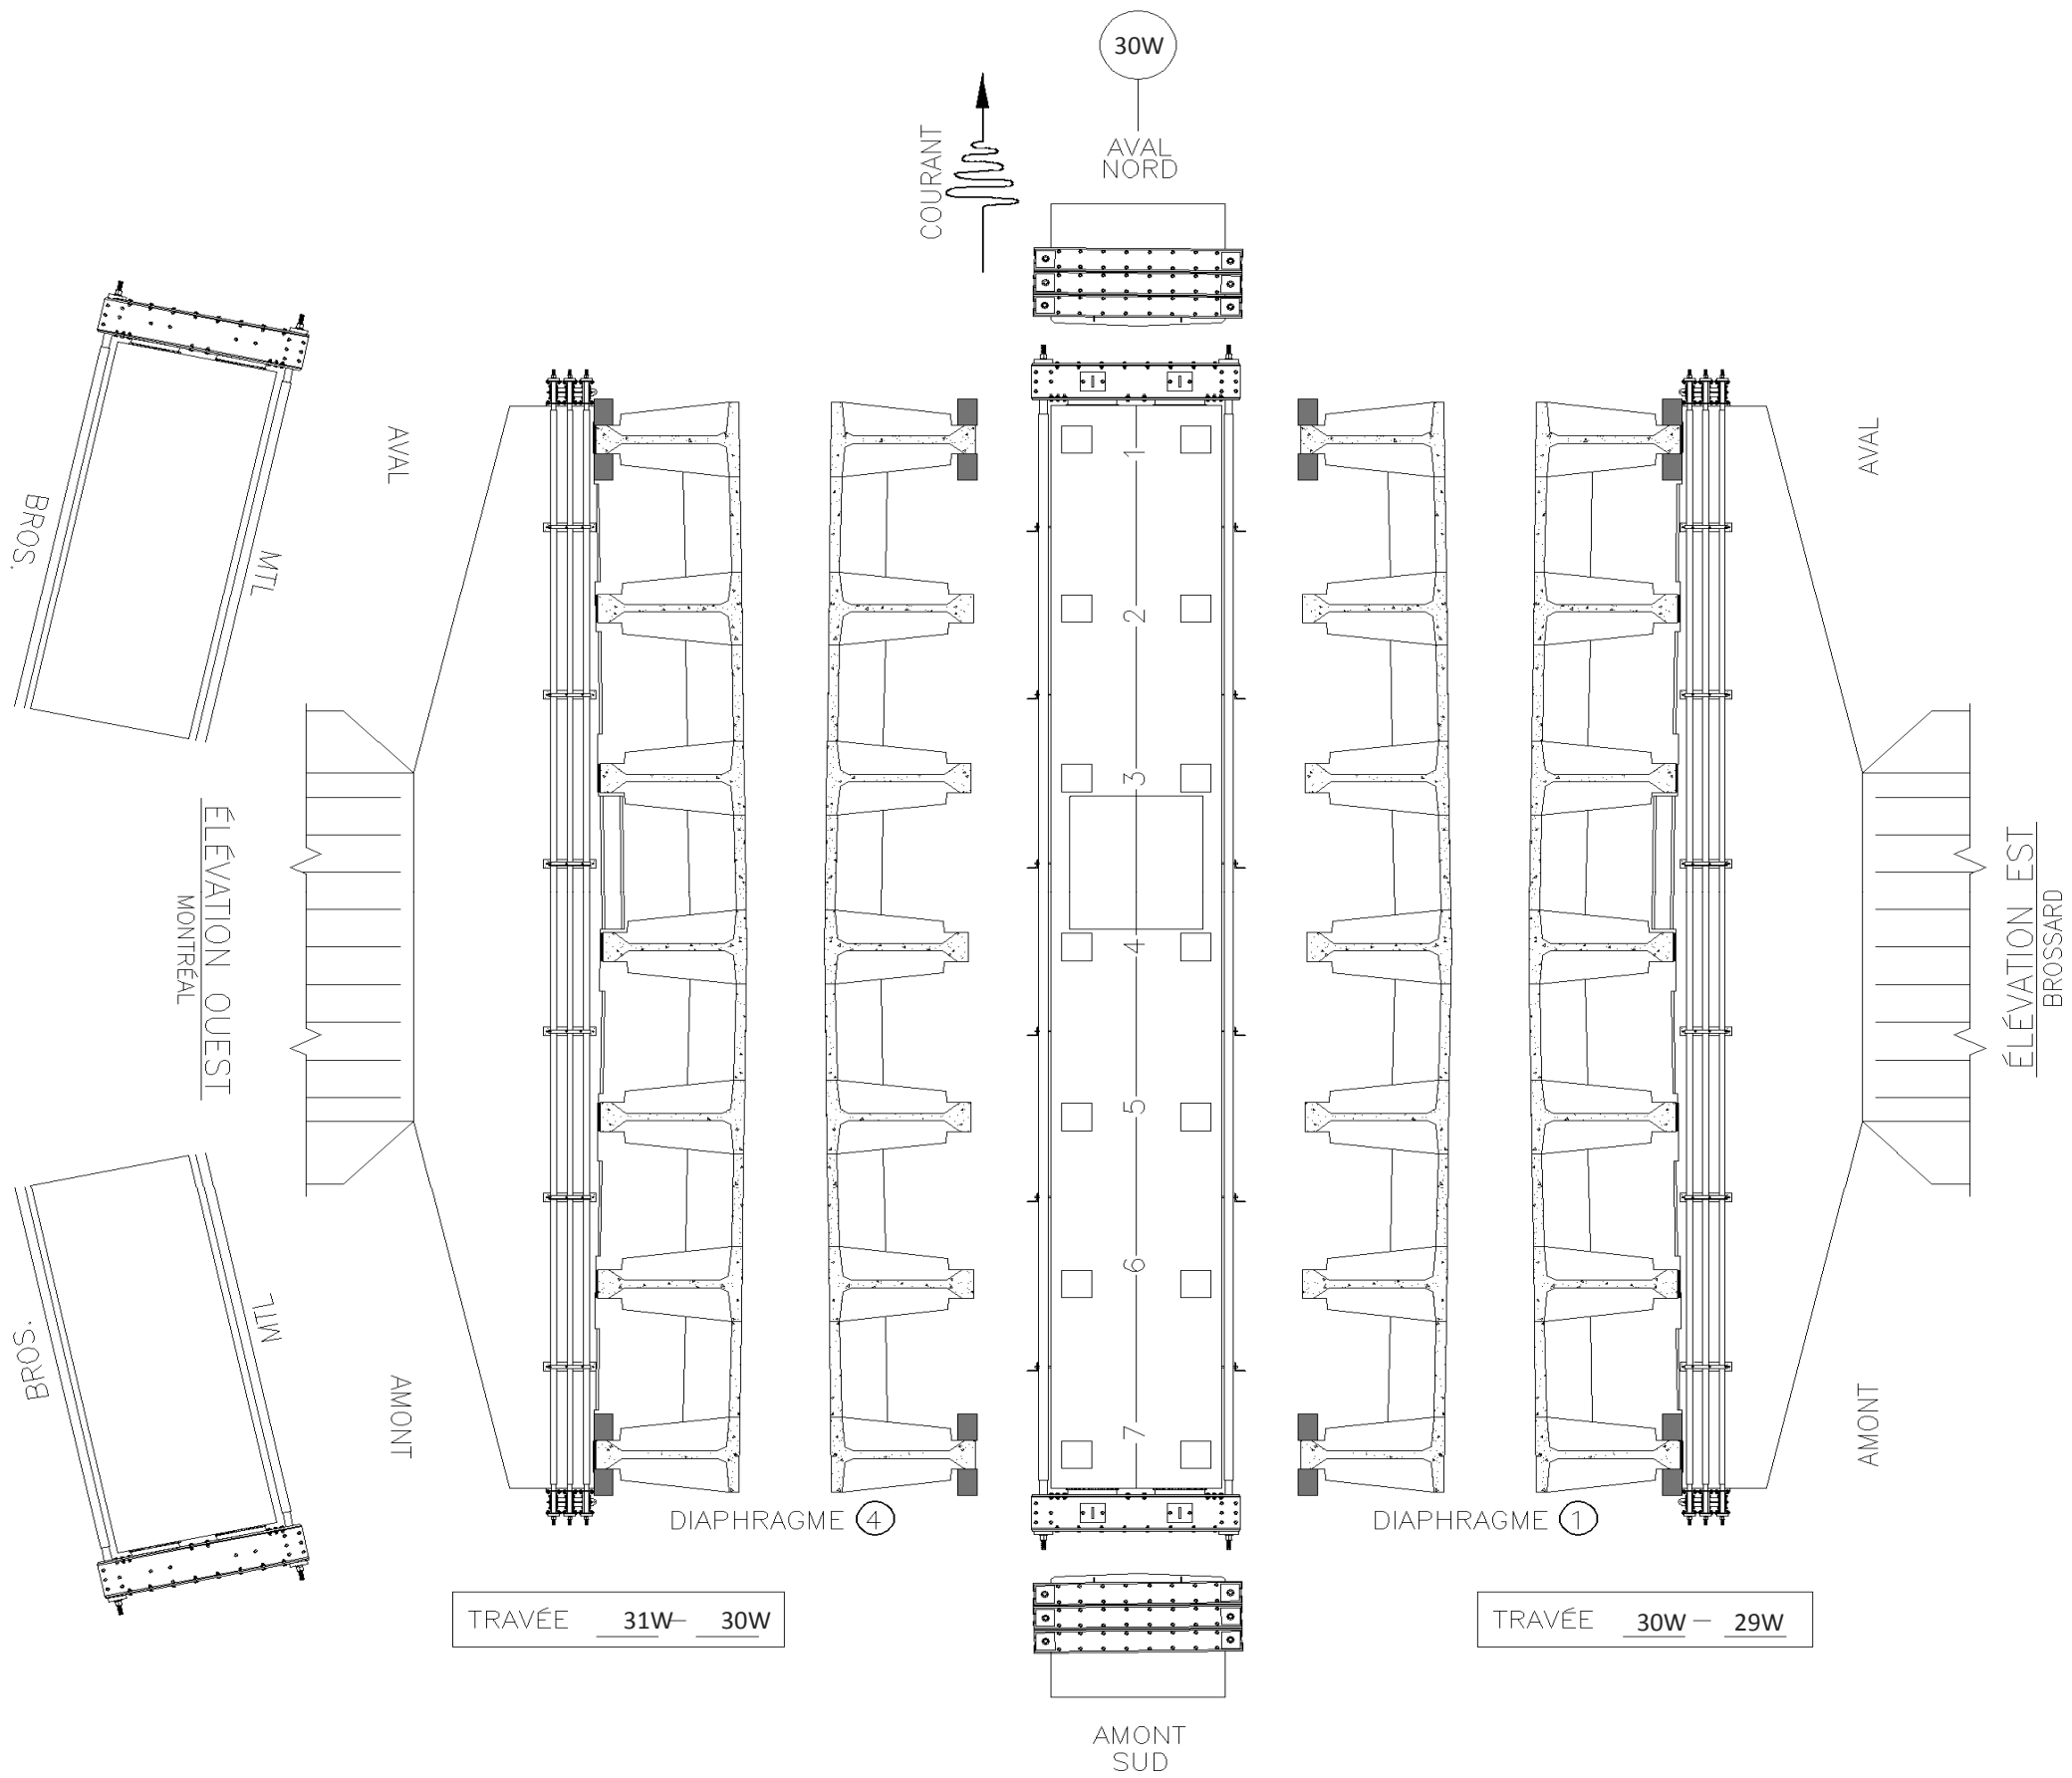 30W
AVAL
NORD
COURANT
AVAL
AVAL
BROS.
MTL
1
2
3
4
5
6
7
ÉLÉVATION OUEST
MONTRÉAL
ÉLÉVATION EST
BROSSARD
BROS.
MTL
AMONT
AMONT
DIAPHRAGME 4
DIAPHRAGME 1
TRAVÉE 31W — 30W
TRAVÉE 30W — 29W
AMONT
SUD